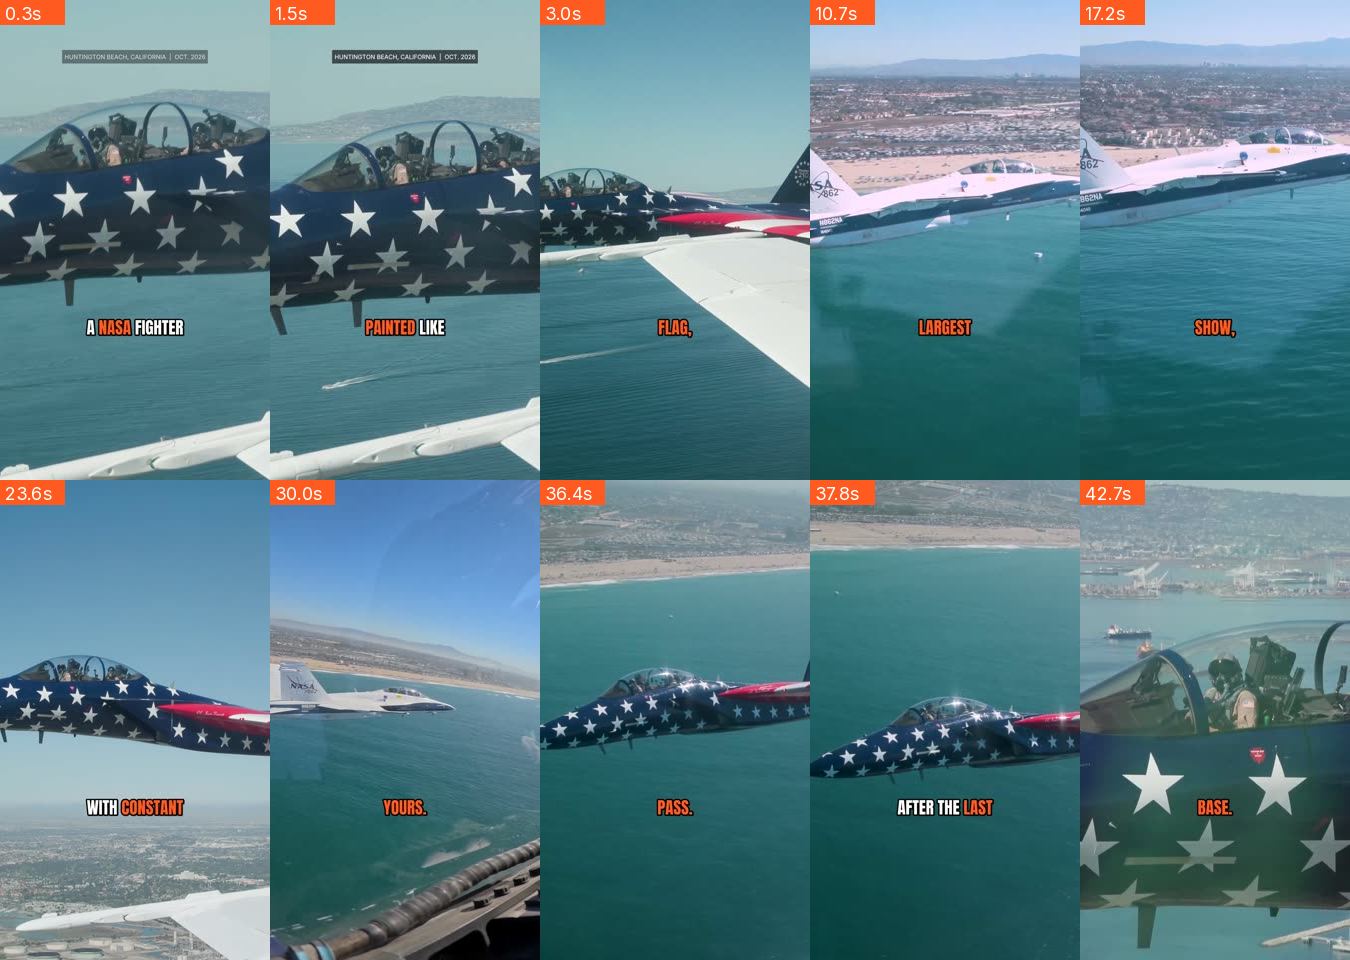 0.3s
HUNTINGTON BEACH, CALIFORNIA | OCT. 2026
A NASA FIGHTER
1.5s
HUNTINGTON BEACH, CALIFORNIA | OCT. 2026
PAINTED LIKE
3.0s
FLAG,
10.7s
862
N862NA
LARGEST
17.2s
862
862NA
SHOW,
23.6s
WITH CONSTANT
30.0s
NASA
862
YOURS.
36.4s
PASS.
37.8s
AFTER THE LAST
42.7s
BASE.